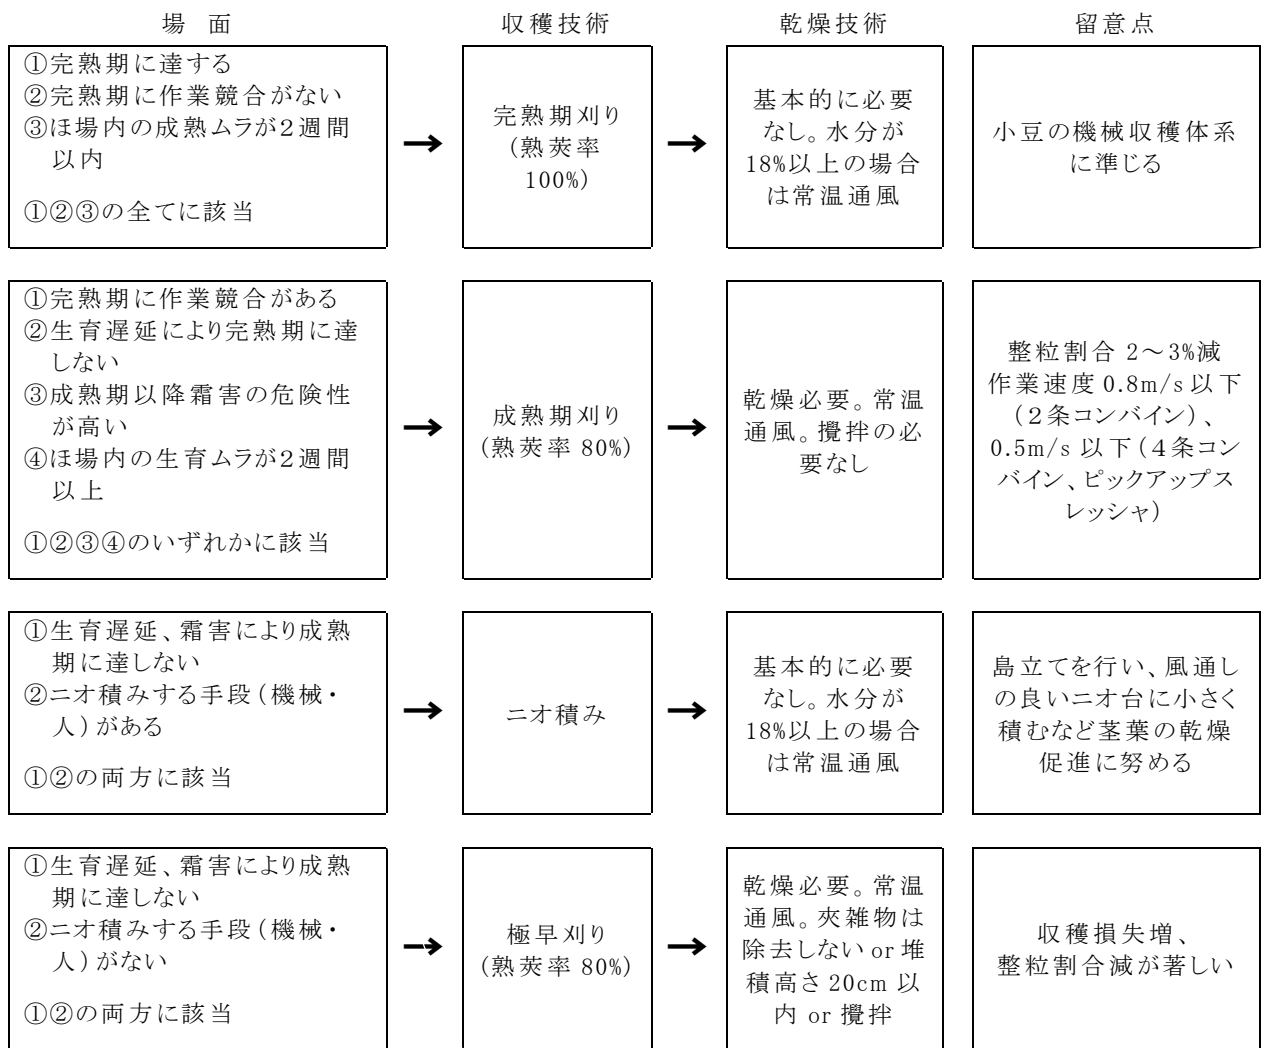 場 面
収穫技術
乾燥技術
留意点
①完熟期に達する
②完熟期に作業競合がない
③ほ場内の成熟ムラが2週間
以内
①②③の全てに該当
完熟期刈り
(熟莢率
100%)
基本的に必要
なし。水分が
18%以上の場合
は常温通風
小豆の機械収穫体系
に準じる
①完熟期に作業競合がある
②生育遅延により完熟期に達
しない
③成熟期以降霜害の危険性
が高い
④ほ場内の生育ムラが2週間
以上
①②③④のいずれかに該当
成熟期刈り
(熟莢率 80%)
乾燥必要。常温
通風。攪拌の必
要なし
整粒割合 2～3%減
作業速度 0.8m/s 以下
(2条コンバイン)、
0.5m/s 以下(4条コン
バイン、ピックアップス
レッシャ)
①生育遅延、霜害により成熟
期に達しない
②ニオ積みする手段(機械・
人)がある
①②の両方に該当
ニオ積み
基本的に必要
なし。水分が
18%以上の場合
は常温通風
島立てを行い、風通し
の良いニオ台に小さく
積むなど茎葉の乾燥
促進に努める
①生育遅延、霜害により成熟
期に達しない
②ニオ積みする手段(機械・
人)がない
①②の両方に該当
極早刈り
(熟莢率 80%)
乾燥必要。常温
通風。夾雑物は
除去しない or 堆
積高さ 20cm 以
内 or 攪拌
収穫損失増、
整粒割合減が著しい